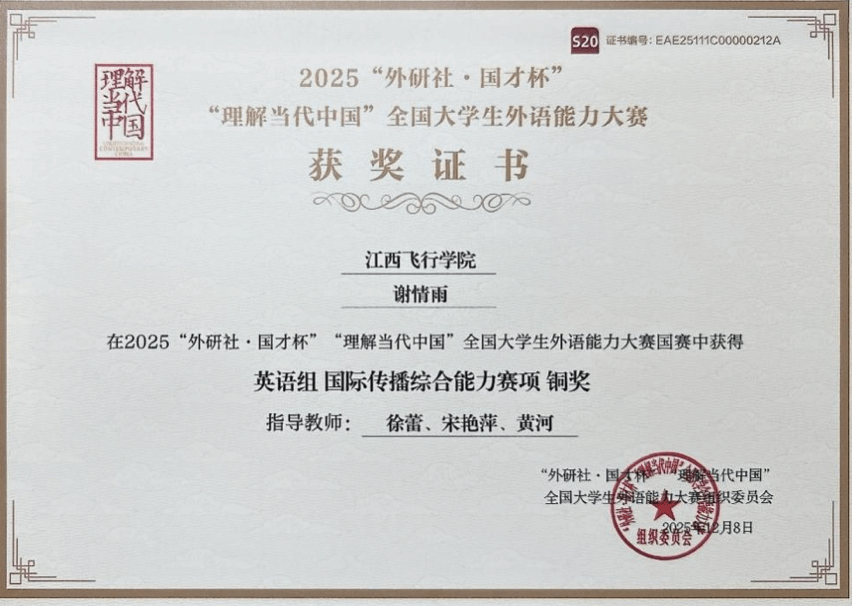 S20 证书编号：EAE25111C00000212A
理解当代中国
2025“外研社·国才杯”
“理解当代中国”全国大学生外语能力大赛
获奖证书
江西飞行学院
谢情雨
在2025“外研社·国才杯”“理解当代中国”全国大学生外语能力大赛国赛中获得
英语组 国际传播综合能力赛项 铜奖
指导教师：徐蕾、宋艳萍、黄河
“外研社·国才杯”“理解当代中国”
全国大学生外语能力大赛组织委员会
2025年12月8日
组织委员会